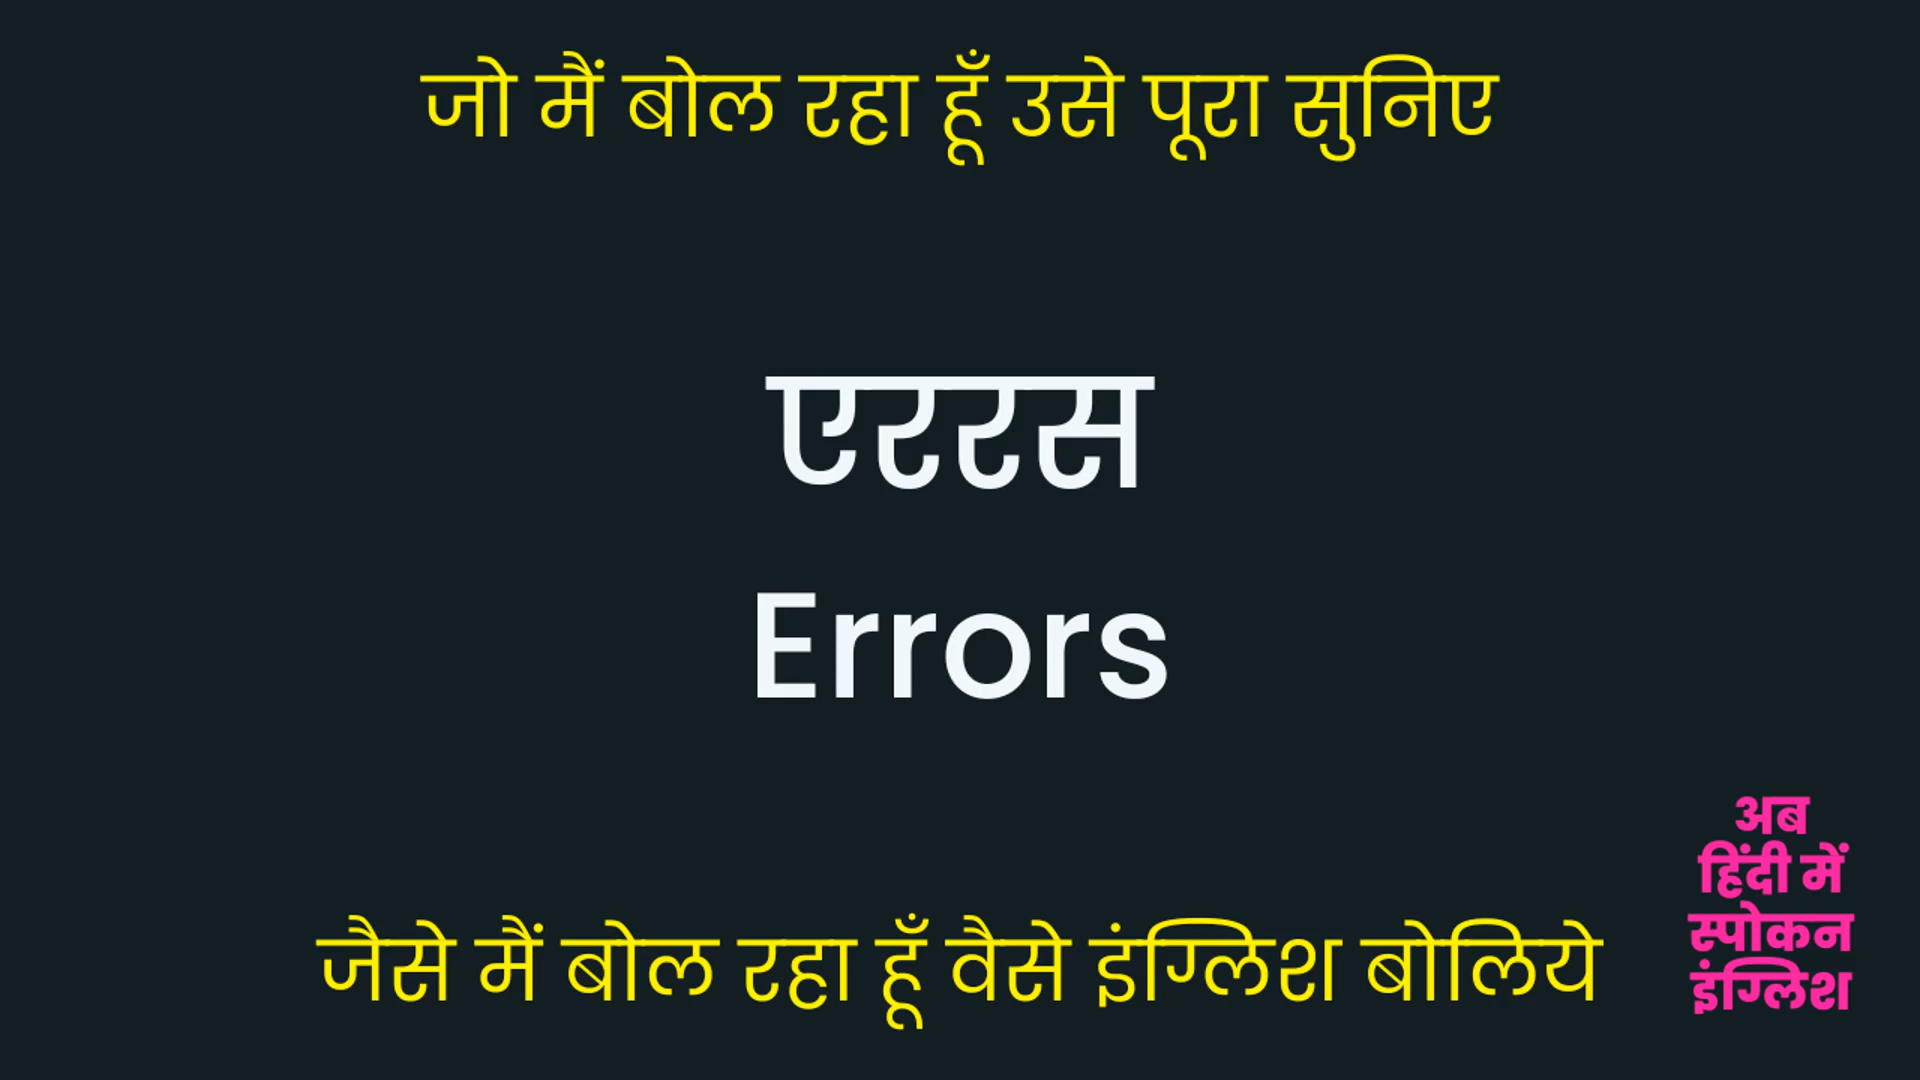 जो मैं बोल रहा हूँ उसे पूरा सुनिए
एररस
Errors
जैसे मैं बोल रहा हूँ वैसे इंग्लिश बोलिये
अब
हिंदी में
स्पोकन
इंग्लिश